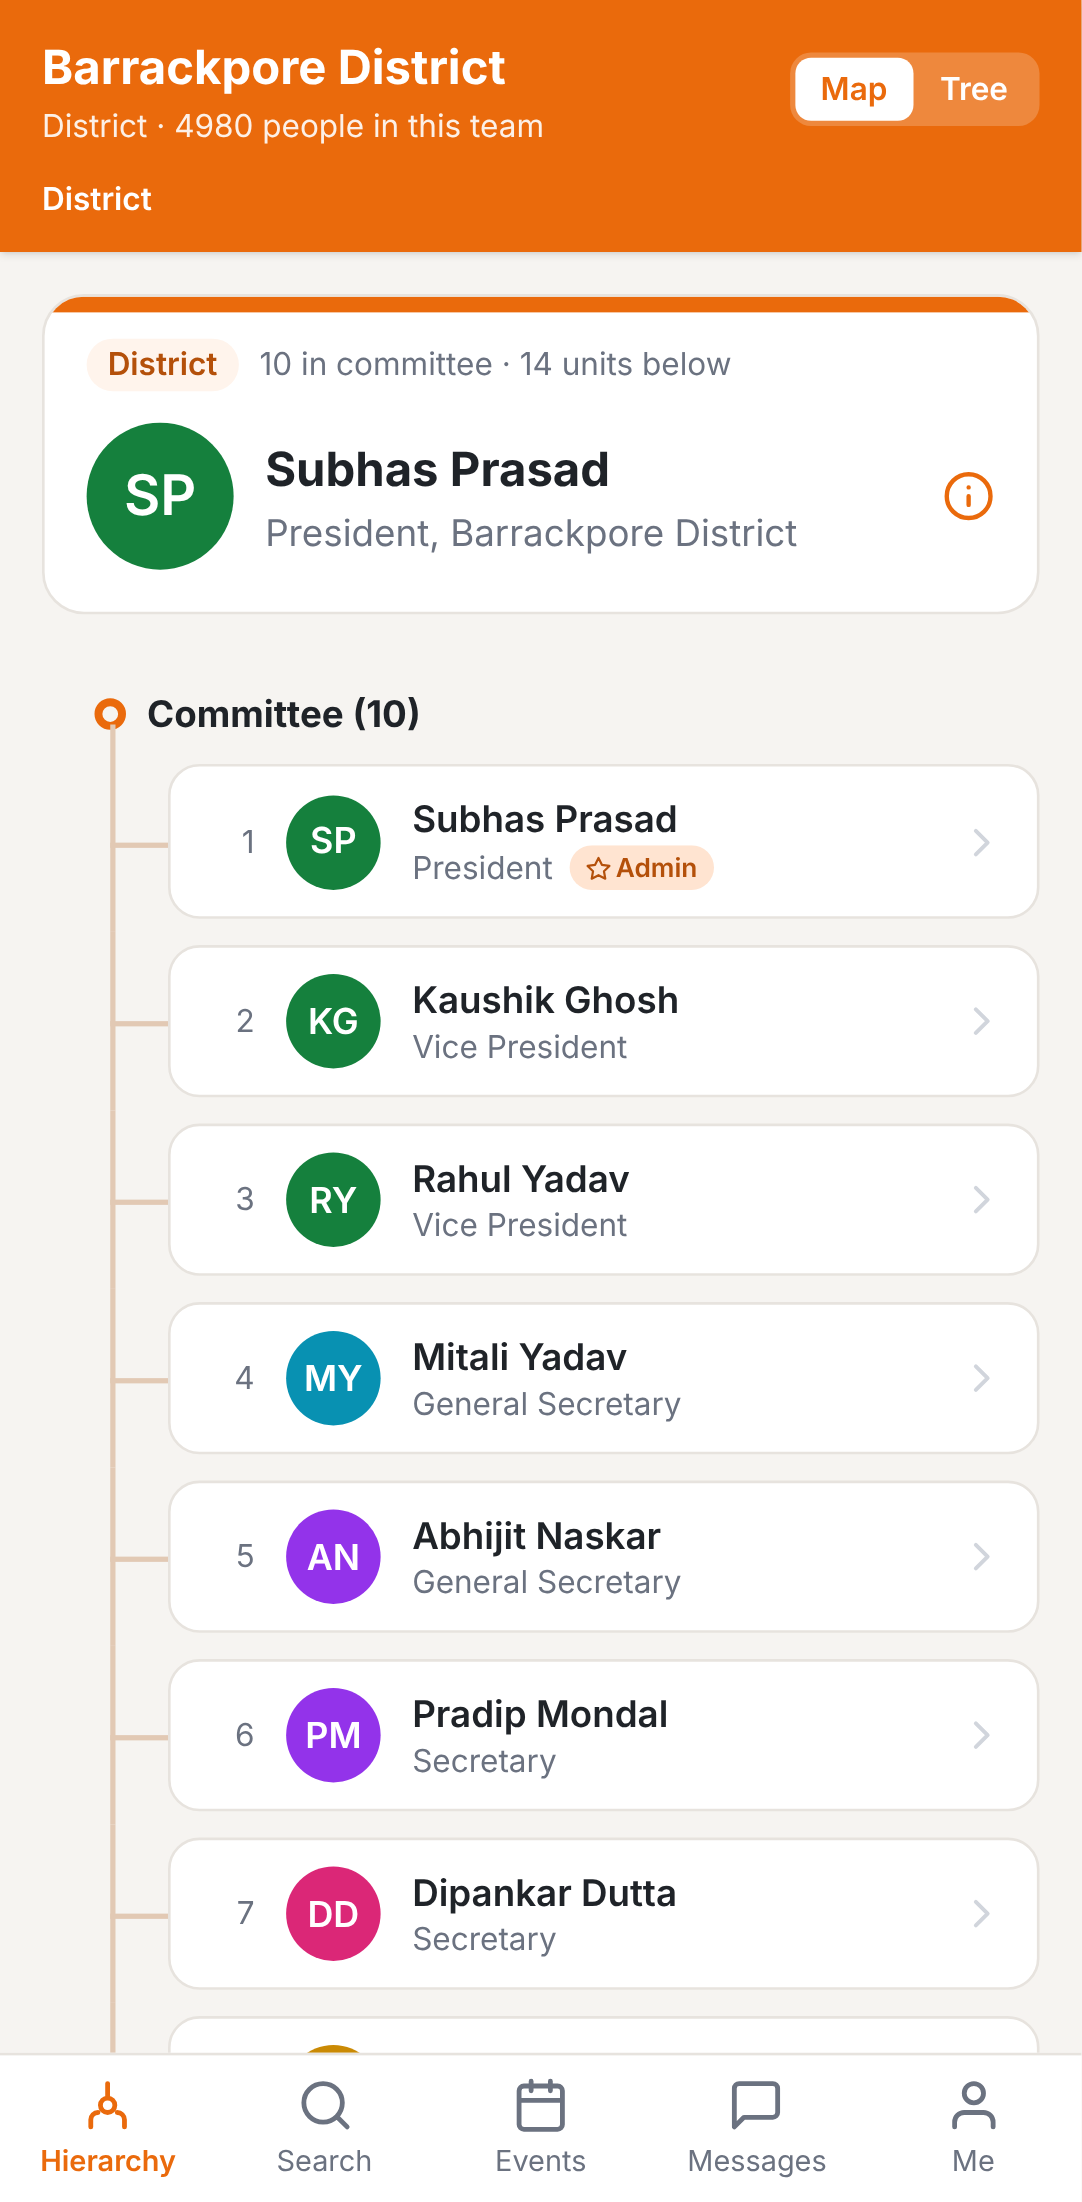 Barrackpore District
District · 4980 people in this team
Map
Tree
District
District
10 in committee · 14 units below
SP
Subhas Prasad
President, Barrackpore District
Committee (10)
1
SP
Subhas Prasad
President
Admin
2
KG
Kaushik Ghosh
Vice President
3
RY
Rahul Yadav
Vice President
4
MY
Mitali Yadav
General Secretary
5
AN
Abhijit Naskar
General Secretary
6
PM
Pradip Mondal
Secretary
7
DD
Dipankar Dutta
Secretary
Hierarchy
Search
Events
Messages
Me